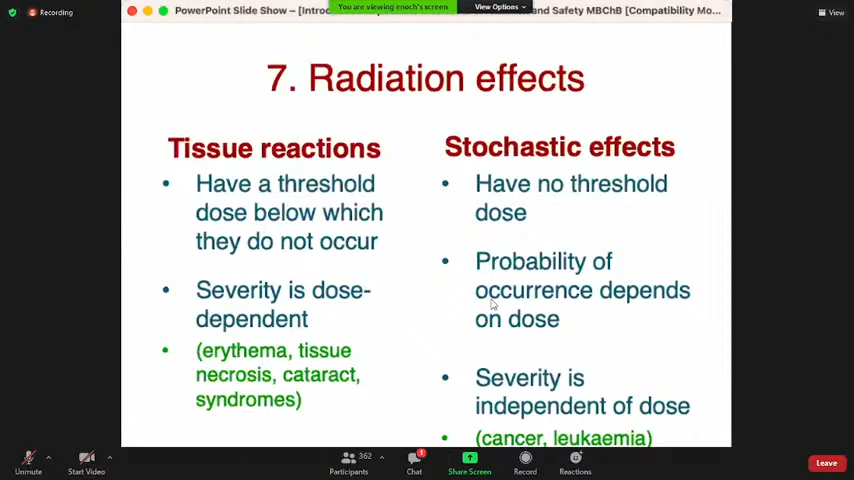 Recording
PowerPoint Slide Show – [Introd
You are viewing enoch's screen
View Options
and Safety MBChB [Compatibility Mo...
View
7. Radiation effects
Tissue reactions
• Have a threshold
dose below which
they do not occur
• Severity is dose-
dependent
• (erythema, tissue
necrosis, cataract,
syndromes)
Stochastic effects
• Have no threshold
dose
• Probability of
occurrence depends
on dose
• Severity is
independent of dose
• (cancer, leukaemia)
Unmute
Start Video
362
Participants
1
Chat
Share Screen
Record
Reactions
Leave